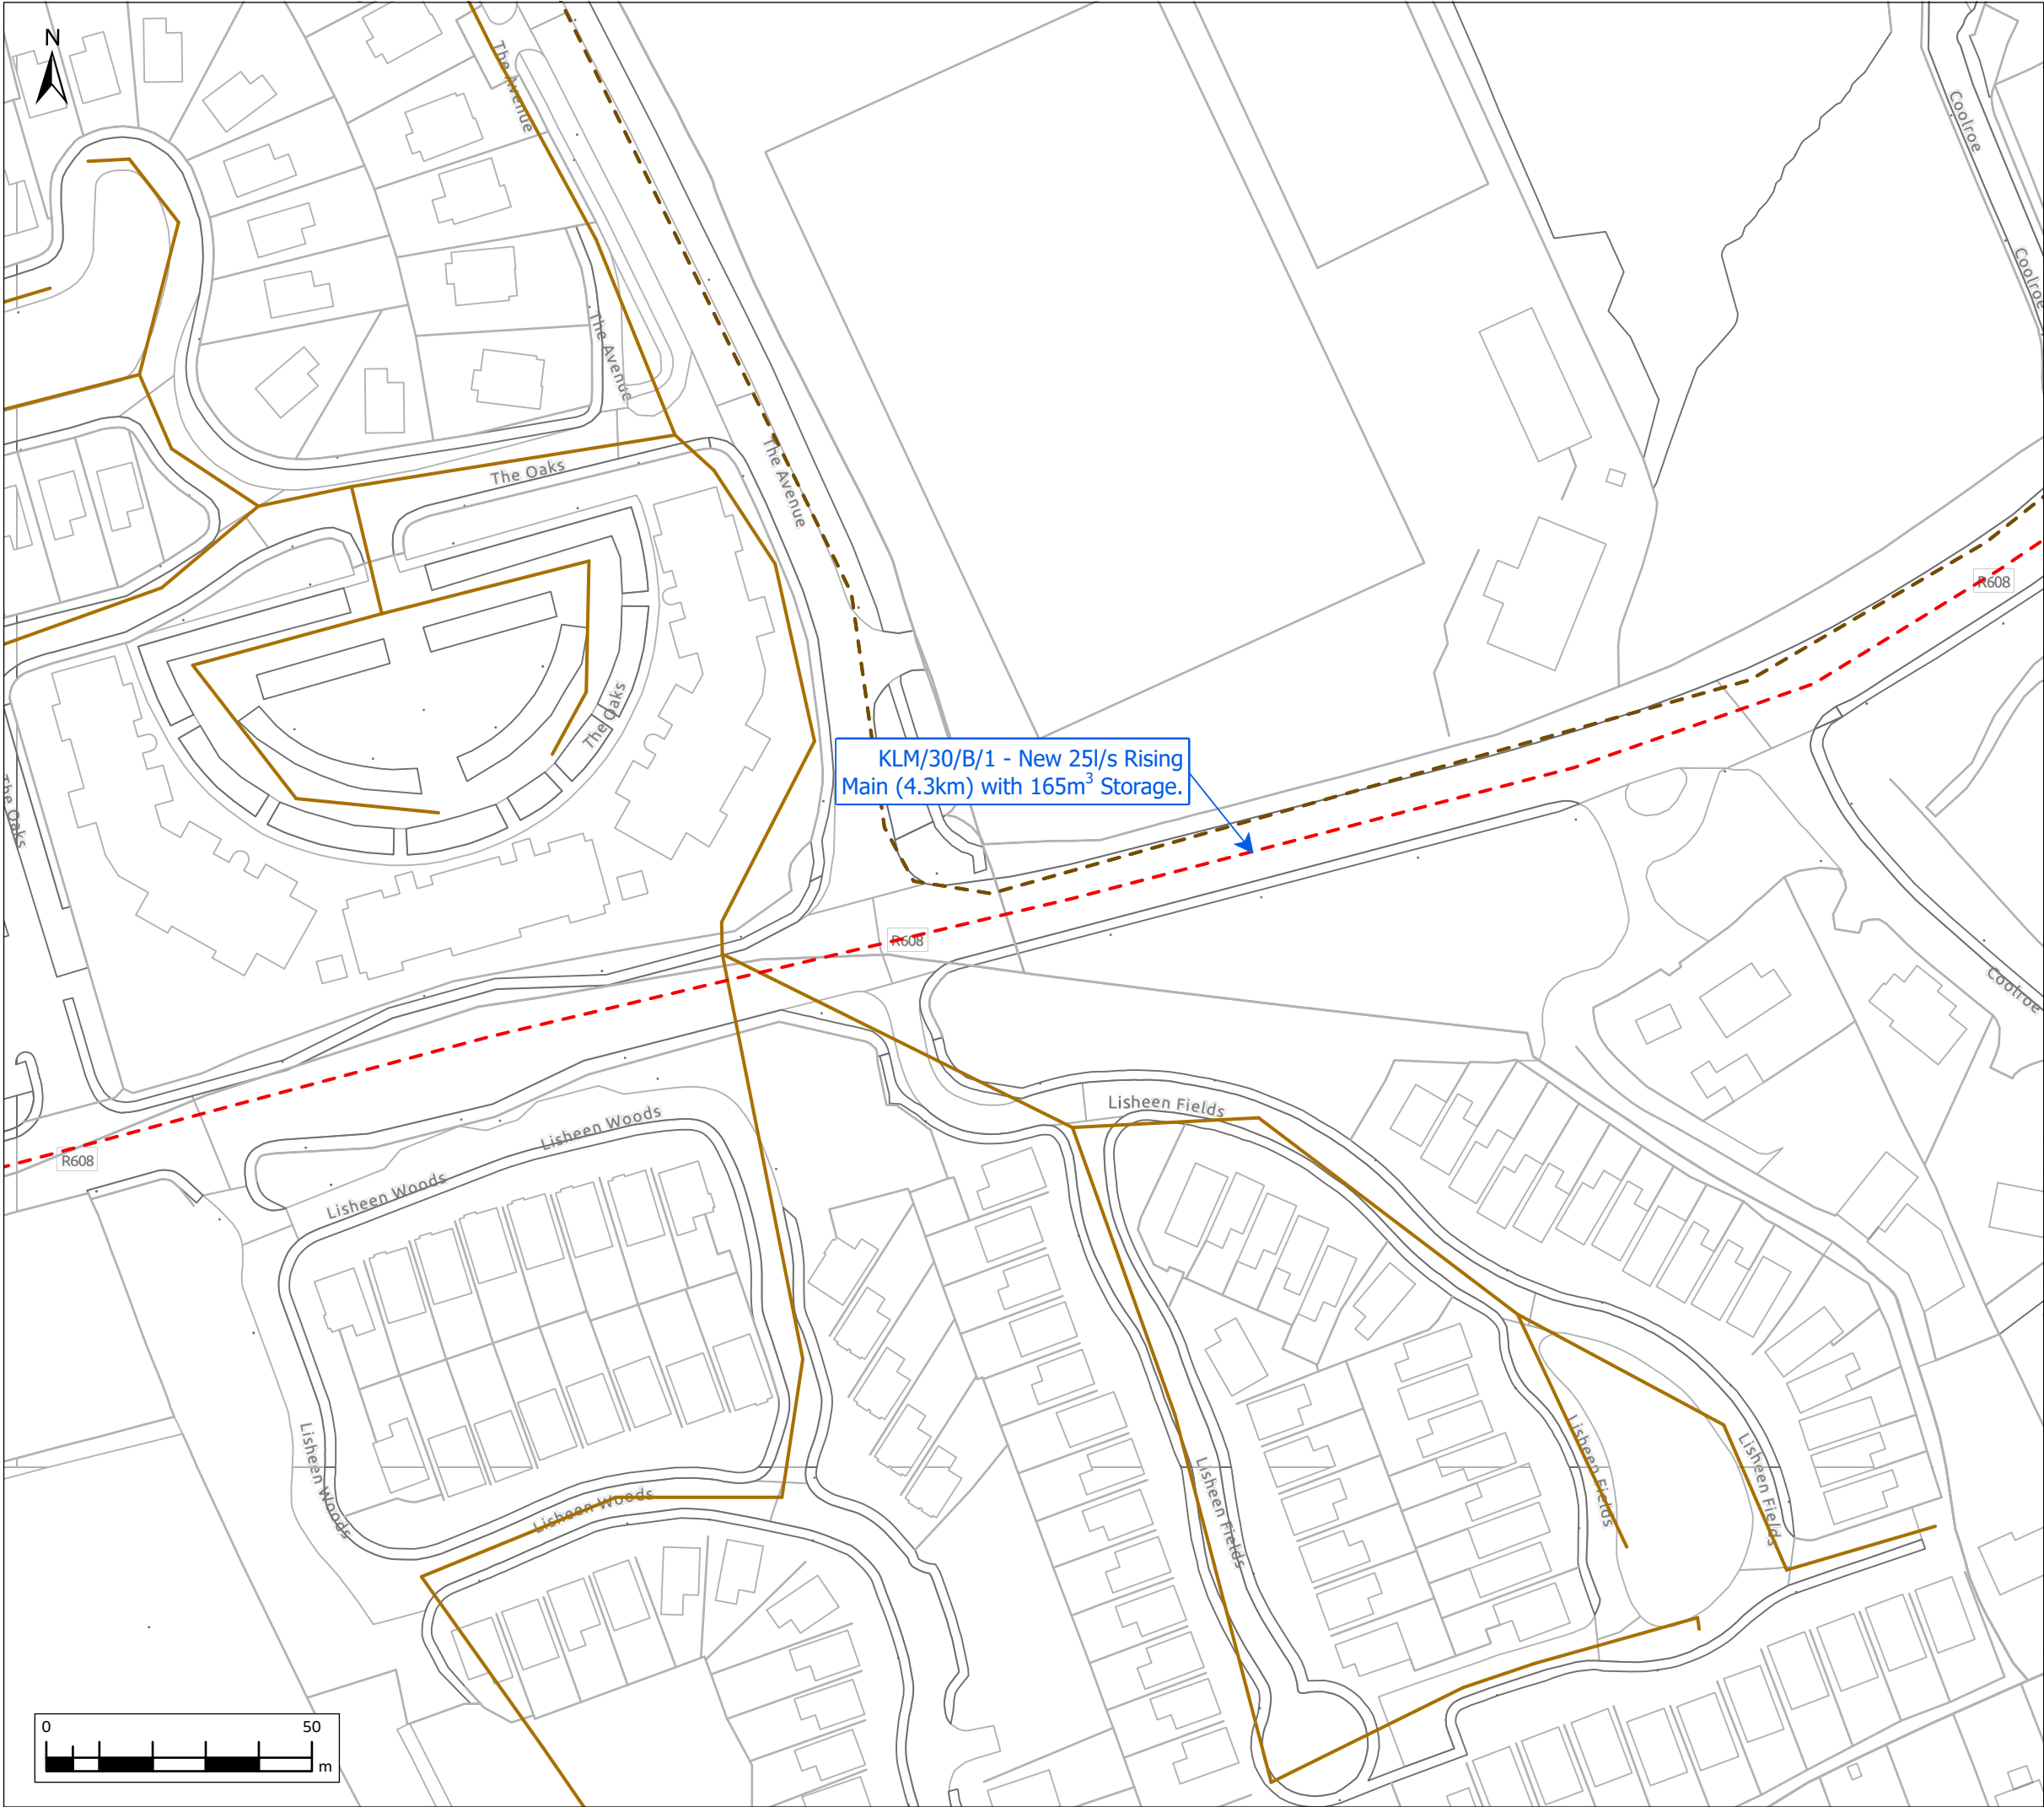 N
The Avenue
Coolroe
Coolroe
The Avenue
The Avenue
The Oaks
R608
The Oaks
The Oaks
KLM/30/B/1 - New 25l/s Rising
Main (4.3km) with 165m³ Storage.
R608
Coolroe
Lisheen Fields
Lisheen Woods
R608
Lisheen Woods
Lisheen Woods
Lisheen Fields
Lisheen Fields
Lisheen Woods
Lisheen Fields
0 50
m